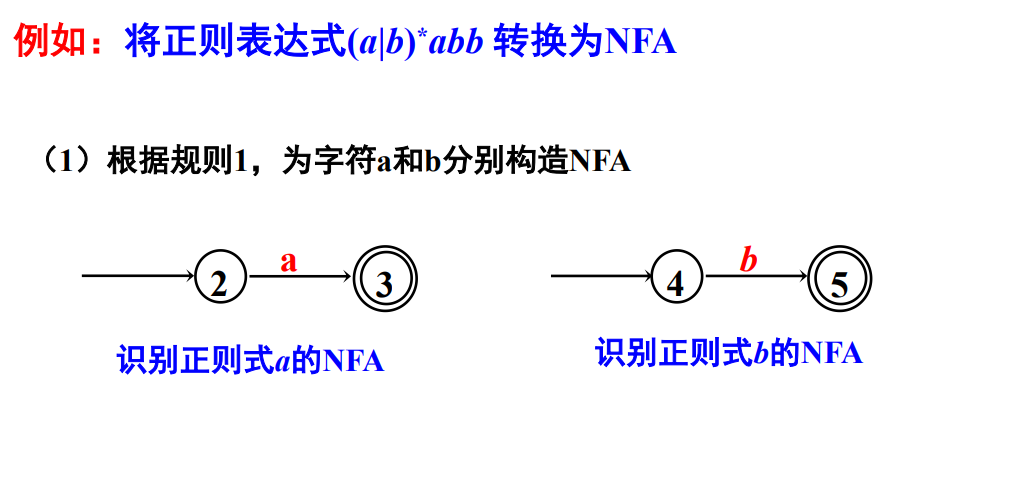 例如：将正则表达式(a|b)*abb 转换为NFA
（1）根据规则1，为字符a和b分别构造NFA
2 a 3
4 b 5
识别正则式a的NFA
识别正则式b的NFA